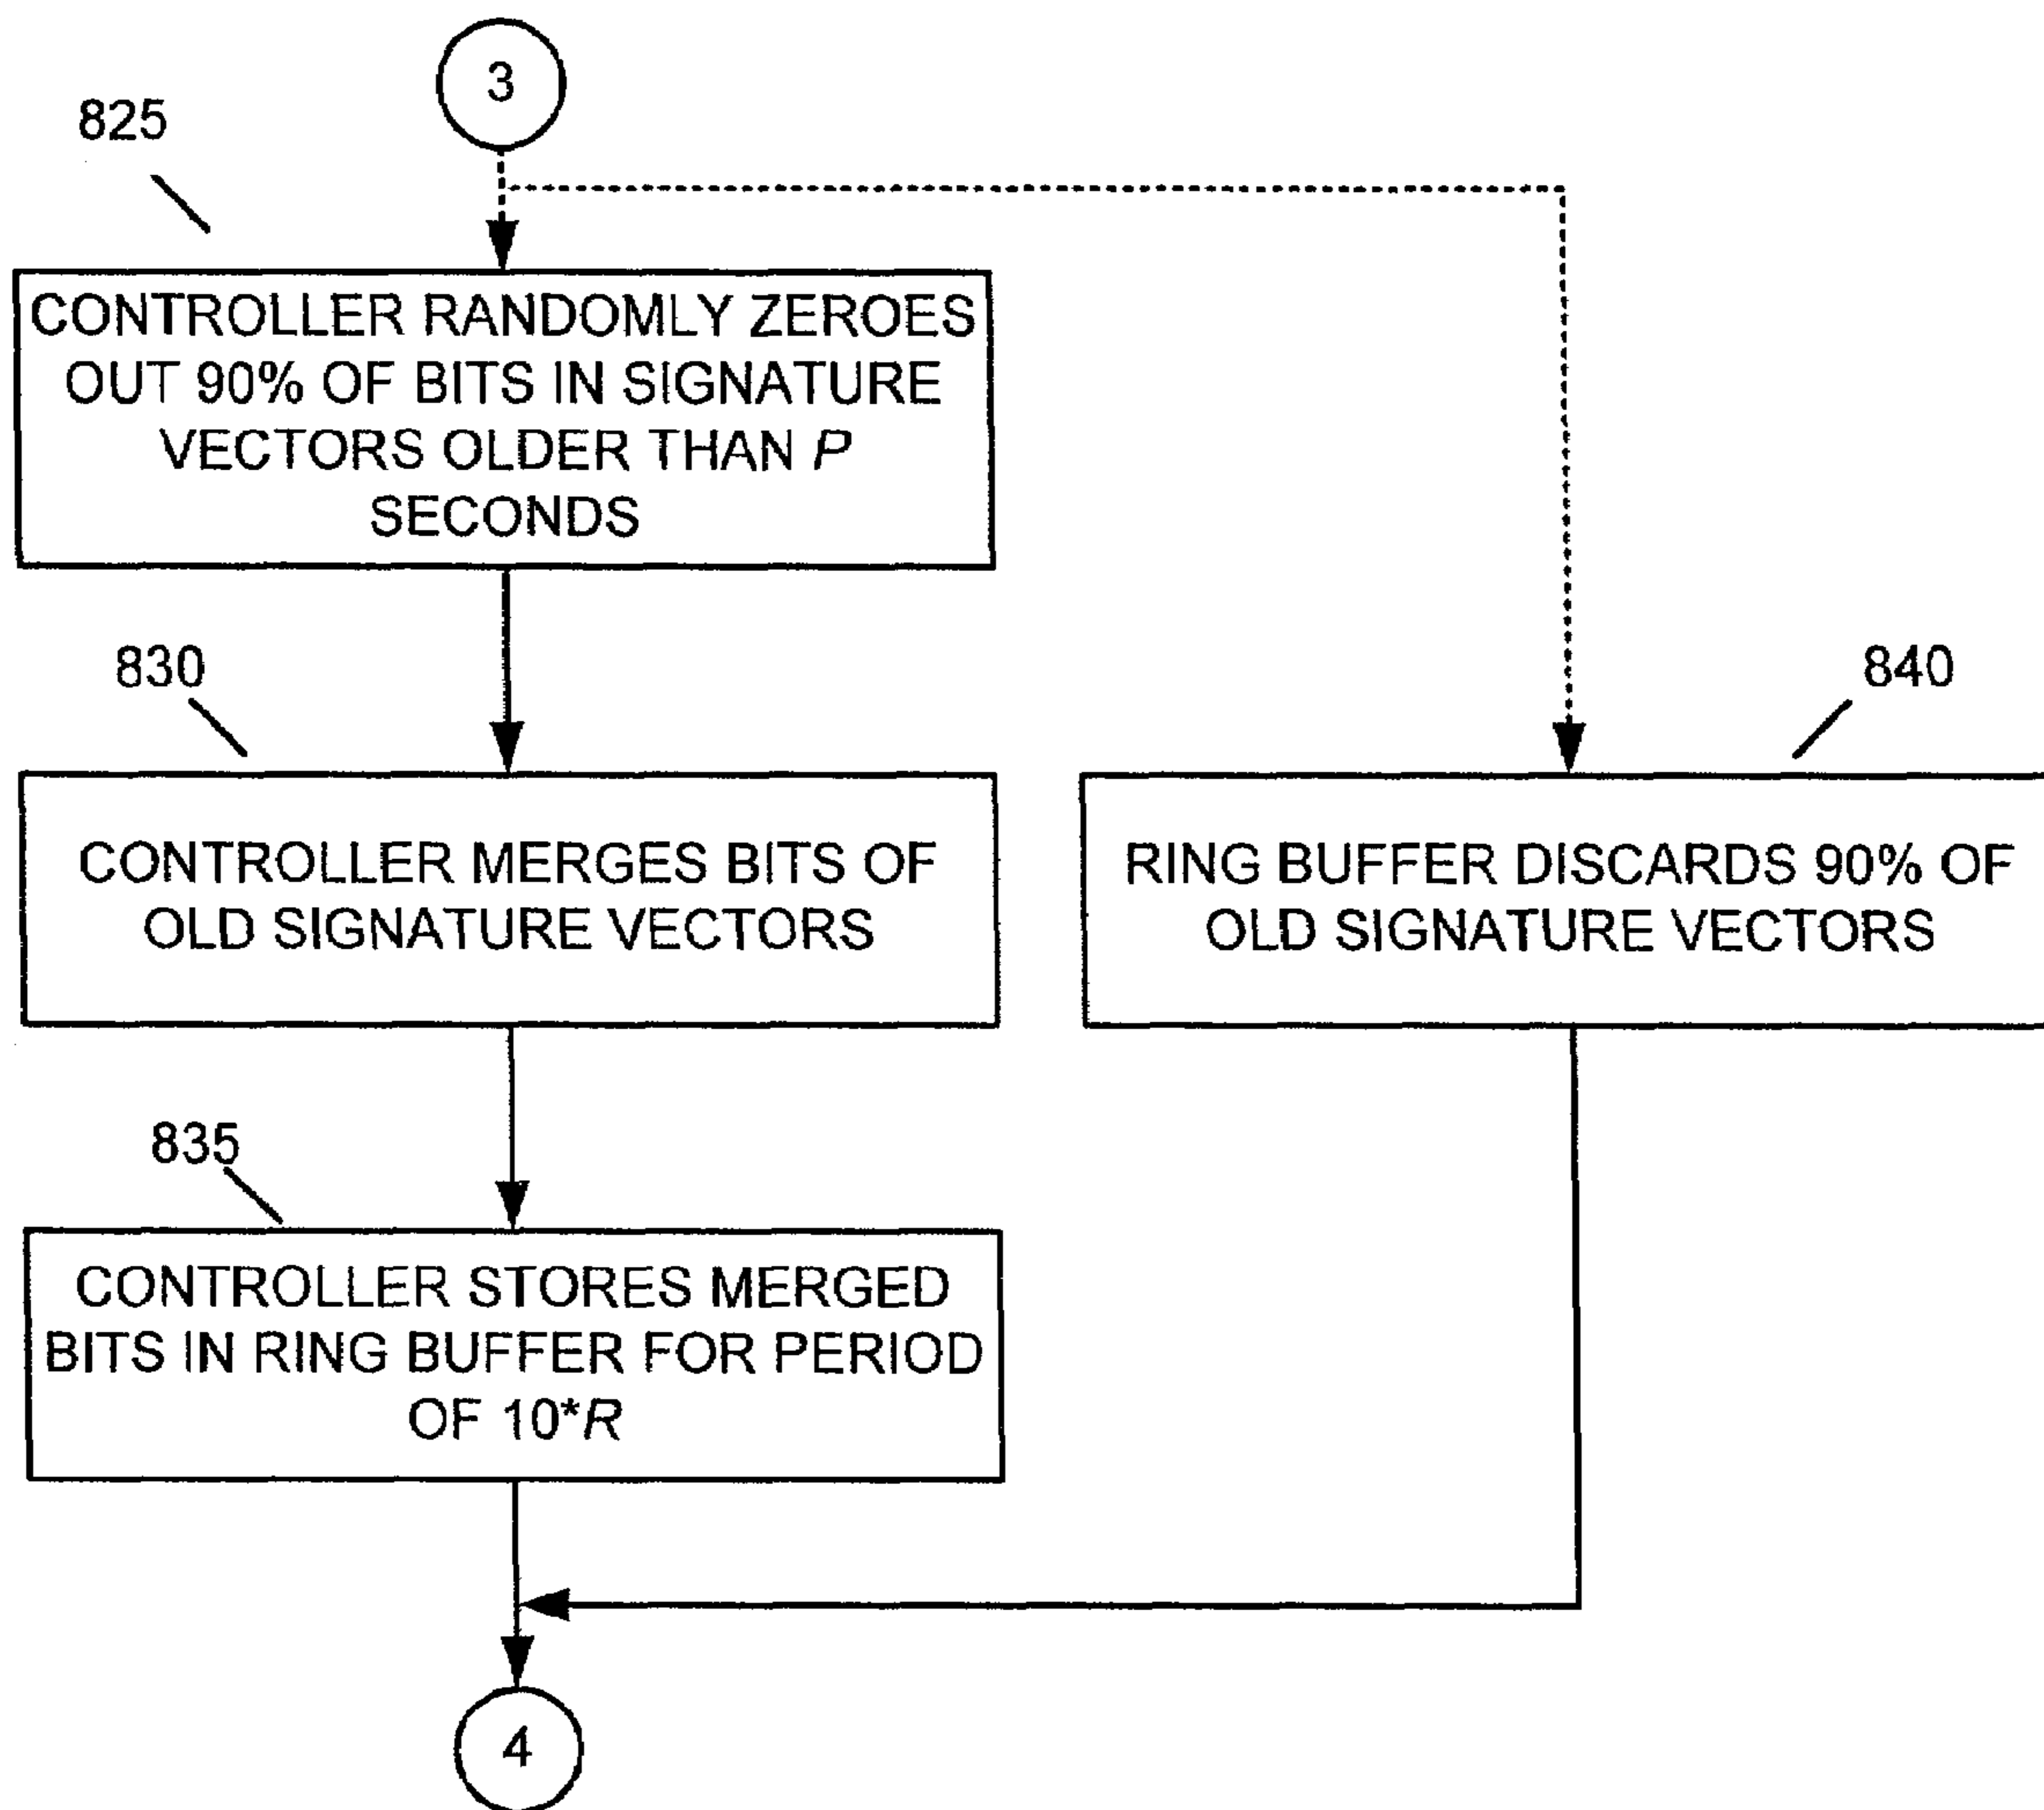 3
825
CONTROLLER RANDOMLY ZEROES
OUT 90% OF BITS IN SIGNATURE
VECTORS OLDER THAN P
SECONDS
830
CONTROLLER MERGES BITS OF
OLD SIGNATURE VECTORS
840
RING BUFFER DISCARDS 90% OF
OLD SIGNATURE VECTORS
835
CONTROLLER STORES MERGED
BITS IN RING BUFFER FOR PERIOD
OF 10*R
4